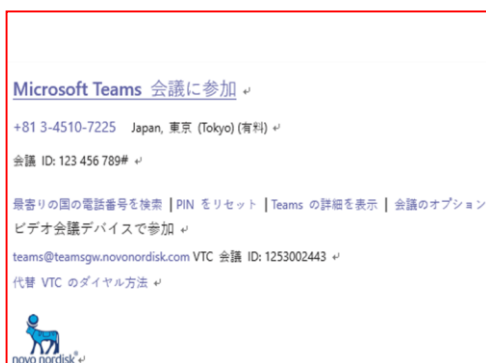 Microsoft Teams 会議に参加 ↵
+81 3-4510-7225 Japan, 東京 (Tokyo) (有料) ↵
会議 ID: 123 456 789# ↵
最寄りの国の電話番号を検索 | PIN をリセット | Teams の詳細を表示 | 会議のオプション
ビデオ会議デバイスで参加 ↵
teams@teamsgw.novonordisk.com VTC 会議 ID: 1253002443 ↵
代替 VTC のダイヤル方法 ↵
novo nordisk® ↵